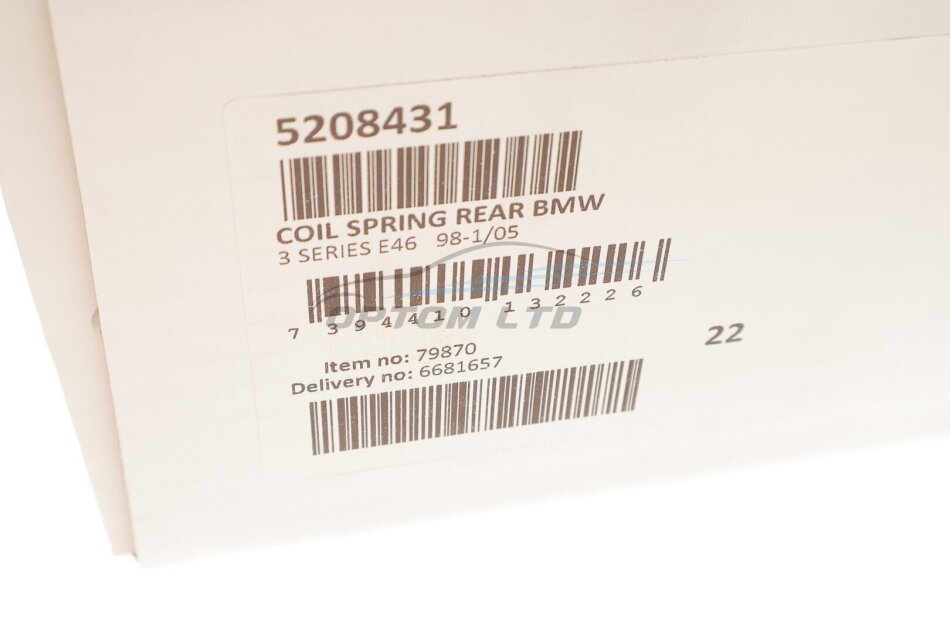 5208431
COIL SPRING REAR BMW
3 SERIES E46 98-1/05
7 394410 132226
OPTOM LTD
22
Item no: 79870
Delivery no: 6681657